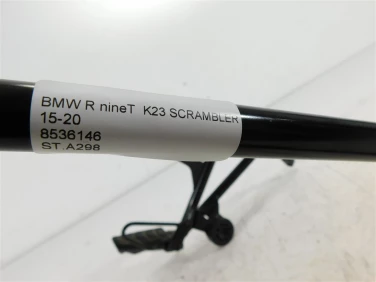 BMW R nineT K23 SCRAMBLER
15-20
8536146
ST.A298